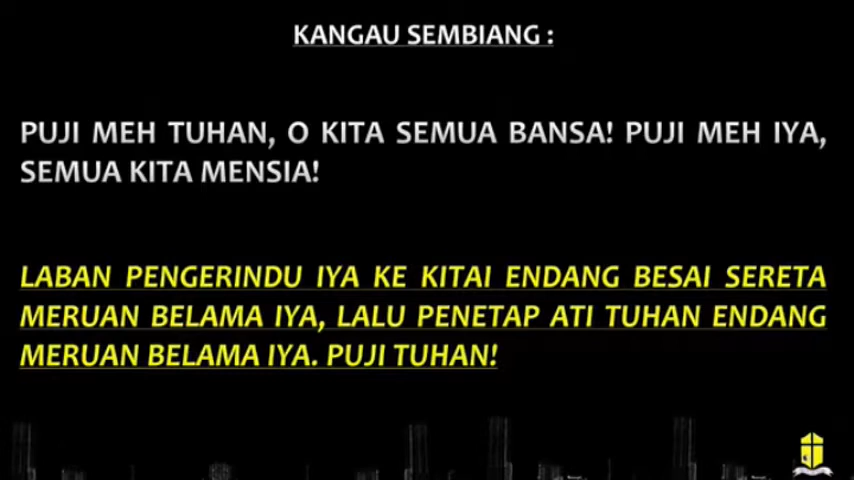 KANGAU SEMBIANG :
PUJI MEH TUHAN, O KITA SEMUA BANSA! PUJI MEH IYA,
SEMUA KITA MENSIA!
LABAN PENGERINDU IYA KE KITAI ENDANG BESAI SERETA
MERUAN BELAMA IYA, LALU PENETAP ATI TUHAN ENDANG
MERUAN BELAMA IYA. PUJI TUHAN!